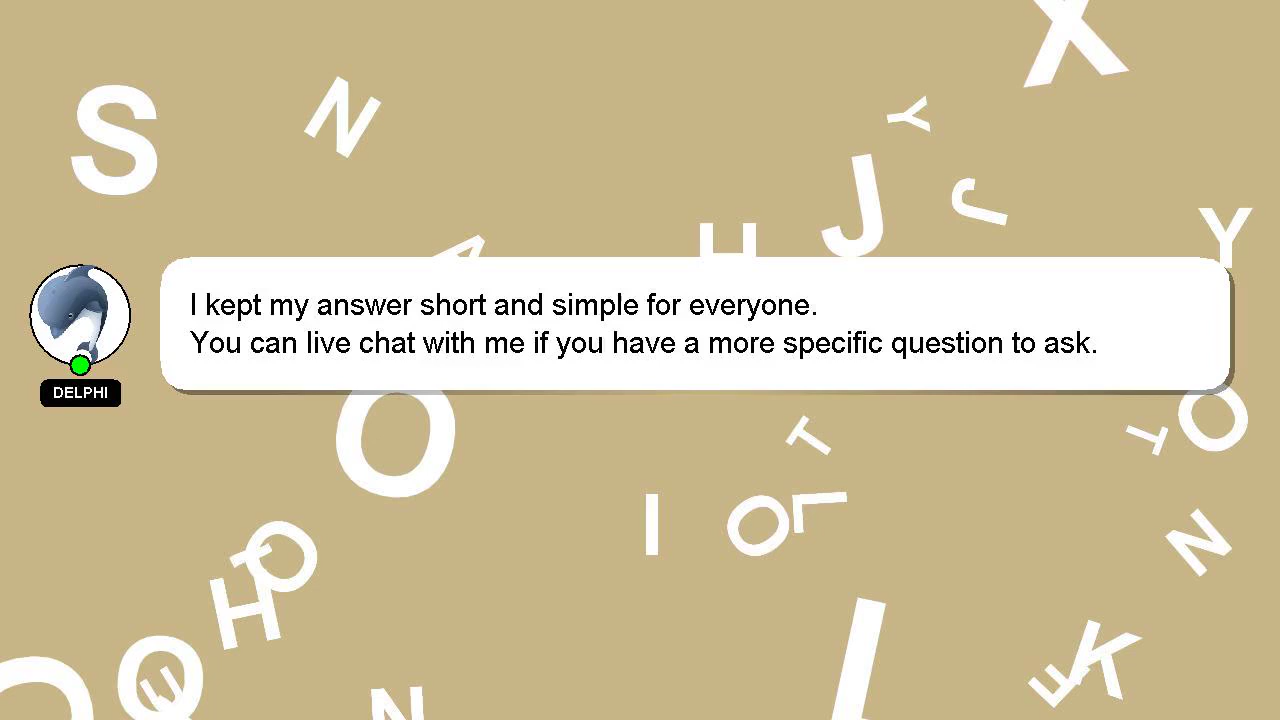 S
N
X
Y
J
J
H
Y
A
I kept my answer short and simple for everyone.
You can live chat with me if you have a more specific question to ask.
DELPHI
O
T
T
O
I
O
L
N
O
T
H
I
K
E
O
N